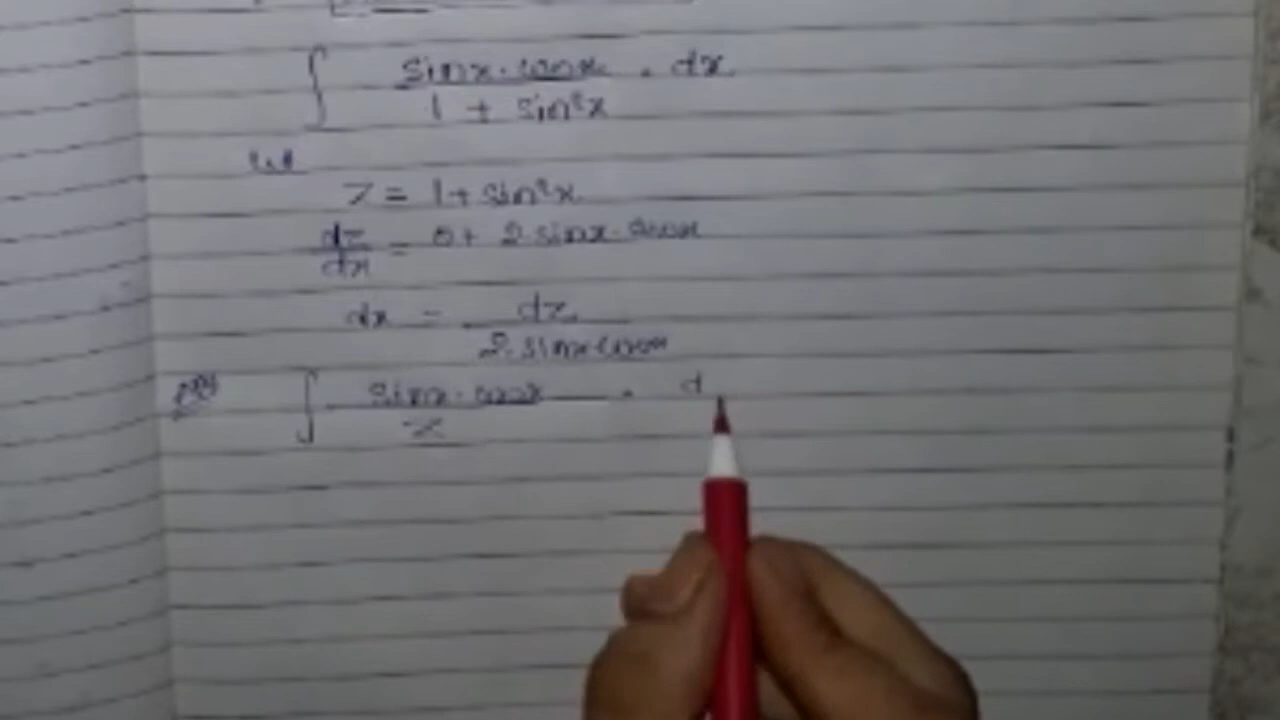 ∫ sinx·cosx / 1 + sin²x . dx
Let
z = 1 + sin²x
dz/dx = 0 + 2 sinx·cosx
dx = dz / 2 sinx·cosx
∫ sinx·cosx / z . d